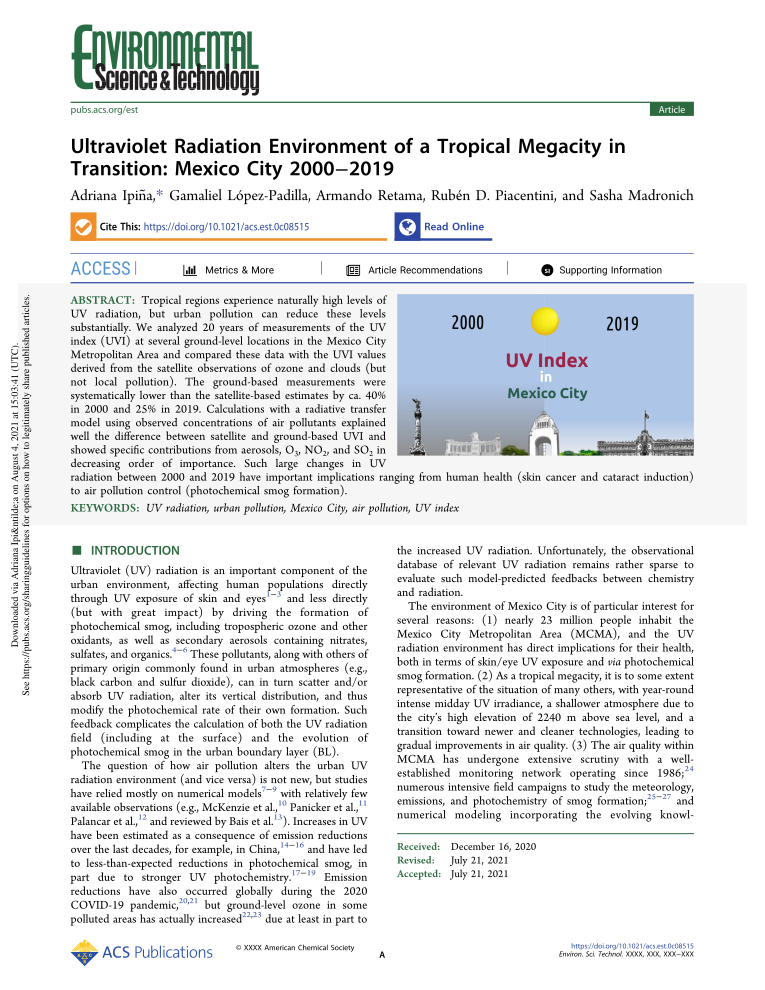 ENVIRONMENTAL
Science & Technology
pubs.acs.org/est
Article
Ultraviolet Radiation Environment of a Tropical Megacity in
Transition: Mexico City 2000−2019
Adriana Ipiña,* Gamaliel López-Padilla, Armando Retama, Rubén D. Piacentini, and Sasha Madronich
Cite This: https://doi.org/10.1021/acs.est.0c08515
Read Online
ACCESS
Metrics & More
Article Recommendations
SI Supporting Information
ABSTRACT: Tropical regions experience naturally high levels of
UV radiation, but urban pollution can reduce these levels
substantially. We analyzed 20 years of measurements of the UV
index (UVI) at several ground-level locations in the Mexico City
Metropolitan Area and compared these data with the UVI values
derived from the satellite observations of ozone and clouds (but
not local pollution). The ground-based measurements were
systematically lower than the satellite-based estimates by ca. 40%
in 2000 and 25% in 2019. Calculations with a radiative transfer
model using observed concentrations of air pollutants explained
well the difference between satellite and ground-based UVI and
showed specific contributions from aerosols, O3, NO2, and SO2 in
decreasing order of importance. Such large changes in UV
radiation between 2000 and 2019 have important implications ranging from human health (skin cancer and cataract induction)
to air pollution control (photochemical smog formation).
2000
2019
UV Index
in
Mexico City
KEYWORDS: UV radiation, urban pollution, Mexico City, air pollution, UV index
■ INTRODUCTION
Ultraviolet (UV) radiation is an important component of the
urban environment, affecting human populations directly
through UV exposure of skin and eyes1−3 and less directly
(but with great impact) by driving the formation of
photochemical smog, including tropospheric ozone and other
oxidants, as well as secondary aerosols containing nitrates,
sulfates, and organics.4−6 These pollutants, along with others of
primary origin commonly found in urban atmospheres (e.g.,
black carbon and sulfur dioxide), can in turn scatter and/or
absorb UV radiation, alter its vertical distribution, and thus
modify the photochemical rate of their own formation. Such
feedback complicates the calculation of both the UV radiation
field (including at the surface) and the evolution of
photochemical smog in the urban boundary layer (BL).
The question of how air pollution alters the urban UV
radiation environment (and vice versa) is not new, but studies
have relied mostly on numerical models7−9 with relatively few
available observations (e.g., McKenzie et al.,10 Panicker et al.,11
Palancar et al.,12 and reviewed by Bais et al.13). Increases in UV
have been estimated as a consequence of emission reductions
over the last decades, for example, in China,14−16 and have led
to less-than-expected reductions in photochemical smog, in
part due to stronger UV photochemistry.17−19 Emission
reductions have also occurred globally during the 2020
COVID-19 pandemic,20,21 but ground-level ozone in some
polluted areas has actually increased22,23 due at least in part to
the increased UV radiation. Unfortunately, the observational
database of relevant UV radiation remains rather sparse to
evaluate such model-predicted feedbacks between chemistry
and radiation.
The environment of Mexico City is of particular interest for
several reasons: (1) nearly 23 million people inhabit the
Mexico City Metropolitan Area (MCMA), and the UV
radiation environment has direct implications for their health,
both in terms of skin/eye UV exposure and via photochemical
smog formation. (2) As a tropical megacity, it is to some extent
representative of the situation of many others, with year-round
intense midday UV irradiance, a shallower atmosphere due to
the city's high elevation of 2240 m above sea level, and a
transition toward newer and cleaner technologies, leading to
gradual improvements in air quality. (3) The air quality within
MCMA has undergone extensive scrutiny with a well-
established monitoring network operating since 1986;24
numerous intensive field campaigns to study the meteorology,
emissions, and photochemistry of smog formation;25−27 and
numerical modeling incorporating the evolving knowl-
Received: December 16, 2020
Revised: July 21, 2021
Accepted: July 21, 2021
ACS Publications
© XXXX American Chemical Society
A
https://doi.org/10.1021/acs.est.0c08515
Environ. Sci. Technol. XXXX, XXX, XXX−XXX
Downloaded via Adriana Ipi&ntilde;a on August 4, 2021 at 15:03:41 (UTC).
See https://pubs.acs.org/sharingguidelines for options on how to legitimately share published articles.